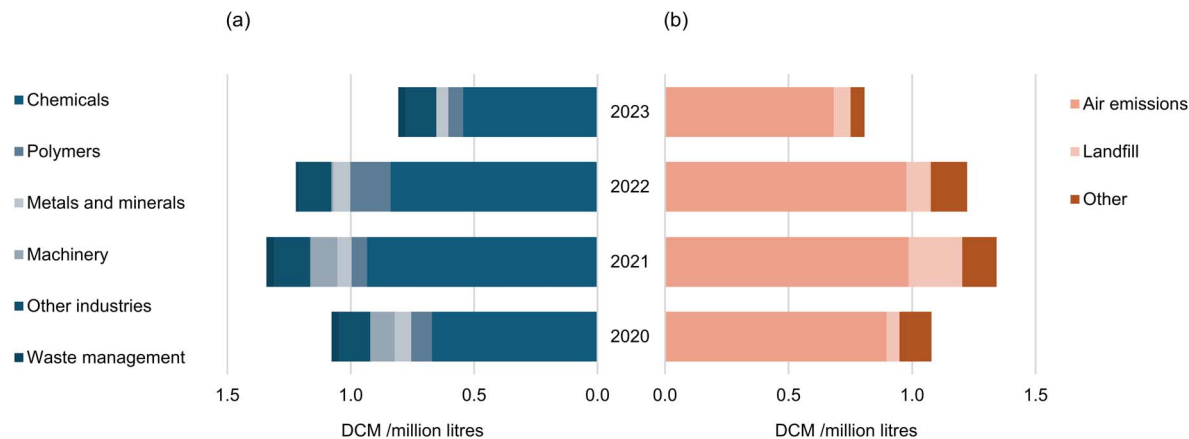 (a)
(b)
Chemicals
Polymers
Metals and minerals
Machinery
Other industries
Waste management
2023
2022
2021
2020
Air emissions
Landfill
Other
1.5 1.0 0.5 0.0
0.0 0.5 1.0 1.5
DCM /million litres
DCM /million litres